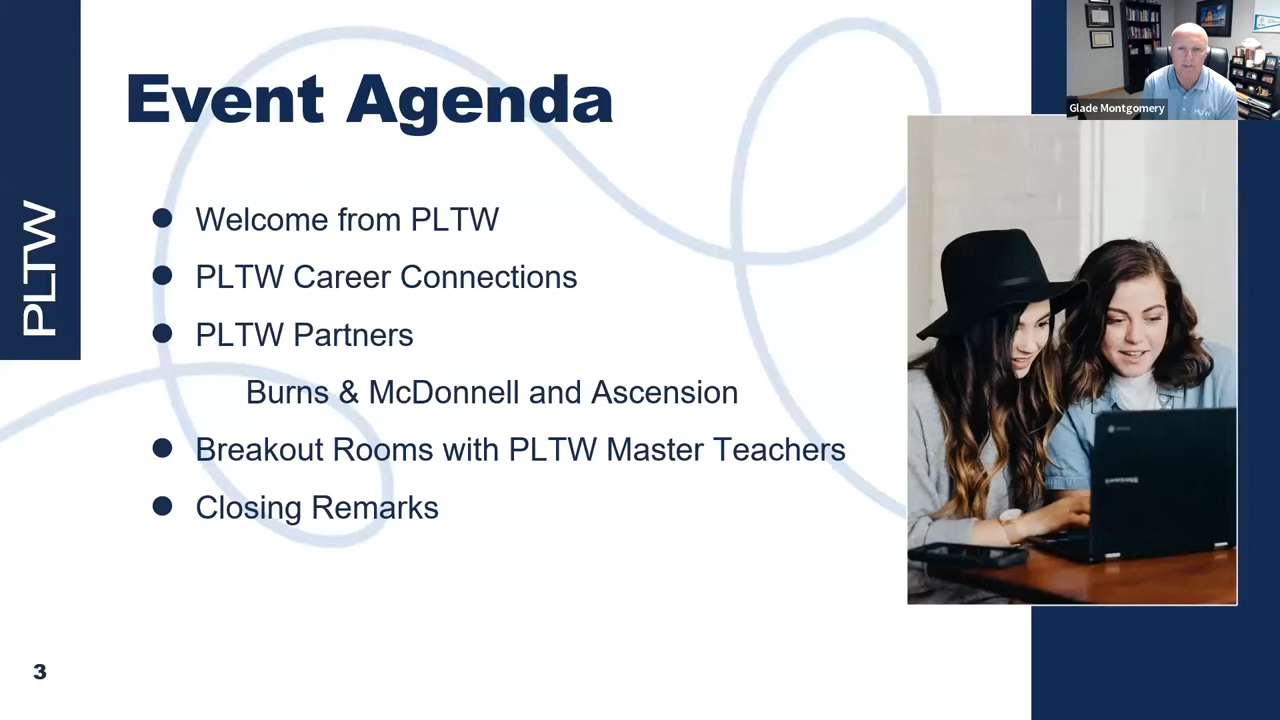 Event Agenda
Glade Montgomery
PLTW
Welcome from PLTW
PLTW Career Connections
PLTW Partners
Burns & McDonnell and Ascension
Breakout Rooms with PLTW Master Teachers
Closing Remarks
SAMSUNG
3